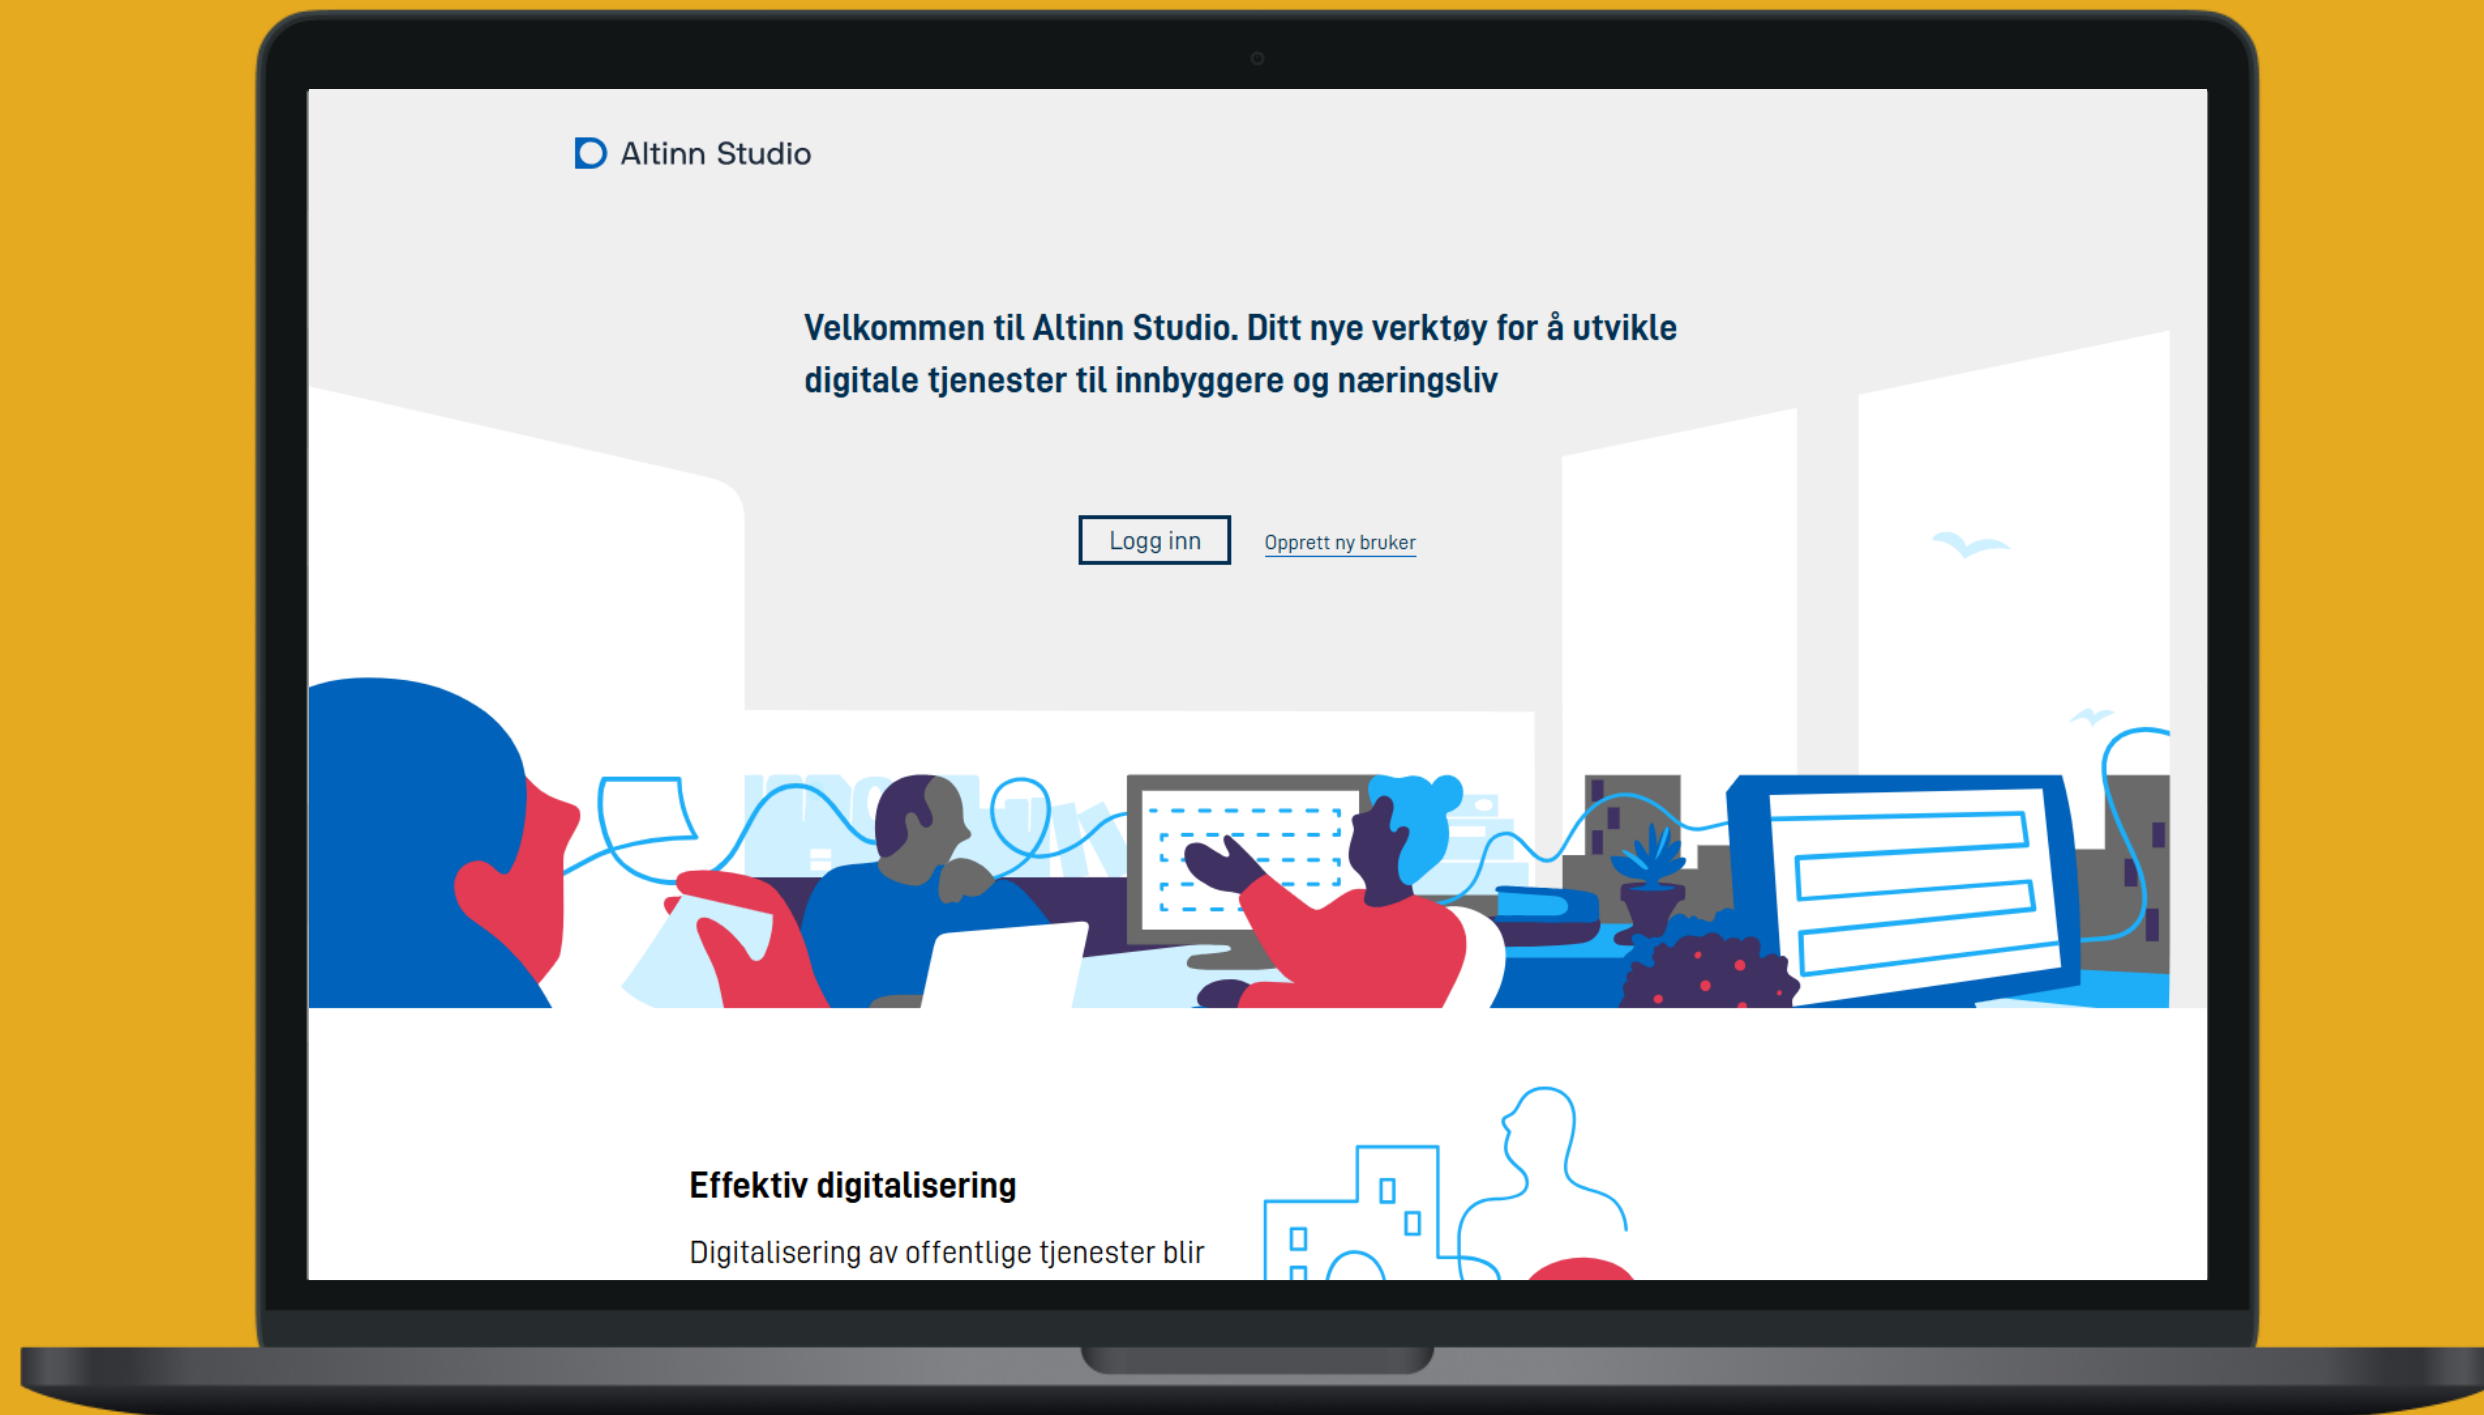 Altinn Studio
Velkommen til Altinn Studio. Ditt nye verktøy for å utvikle
digitale tjenester til innbyggere og næringsliv
Logg inn
Opprett ny bruker
Effektiv digitalisering
Digitalisering av offentlige tjenester blir